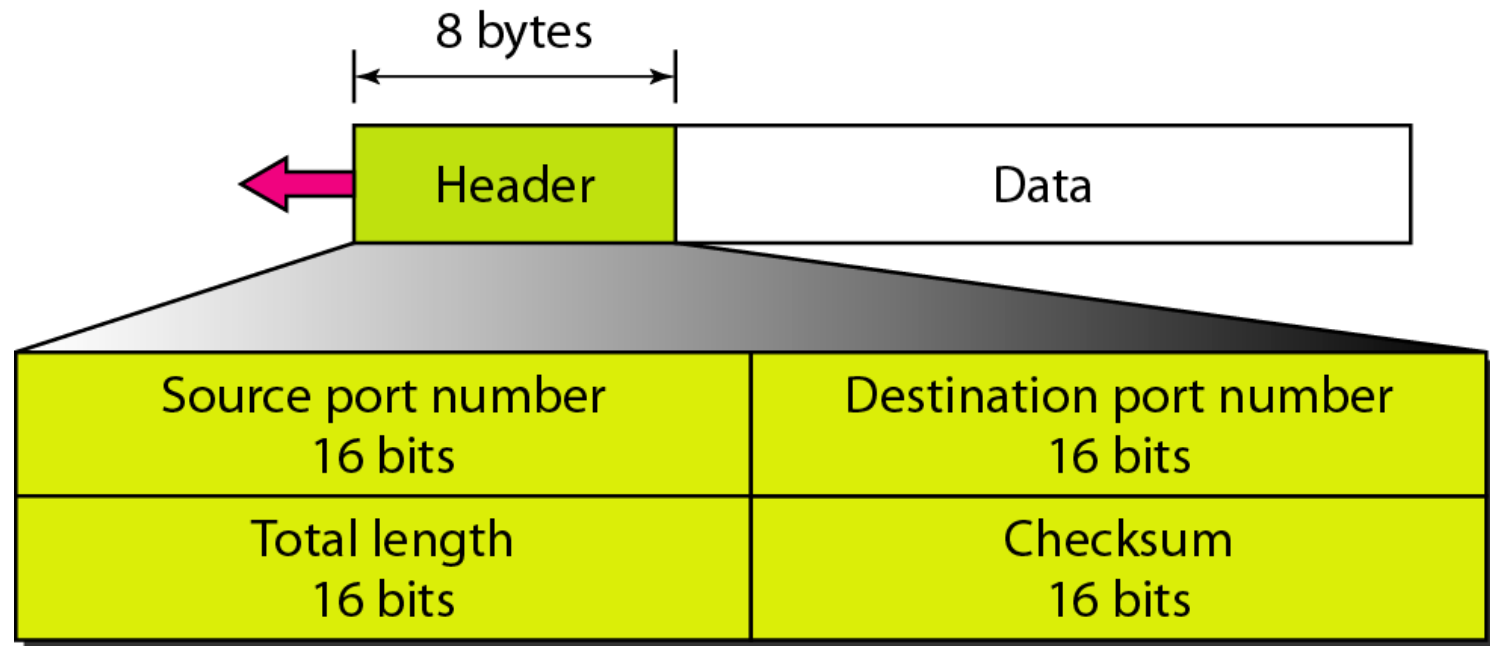 8 bytes
Header
Data
Source port number
16 bits
Destination port number
16 bits
Total length
16 bits
Checksum
16 bits